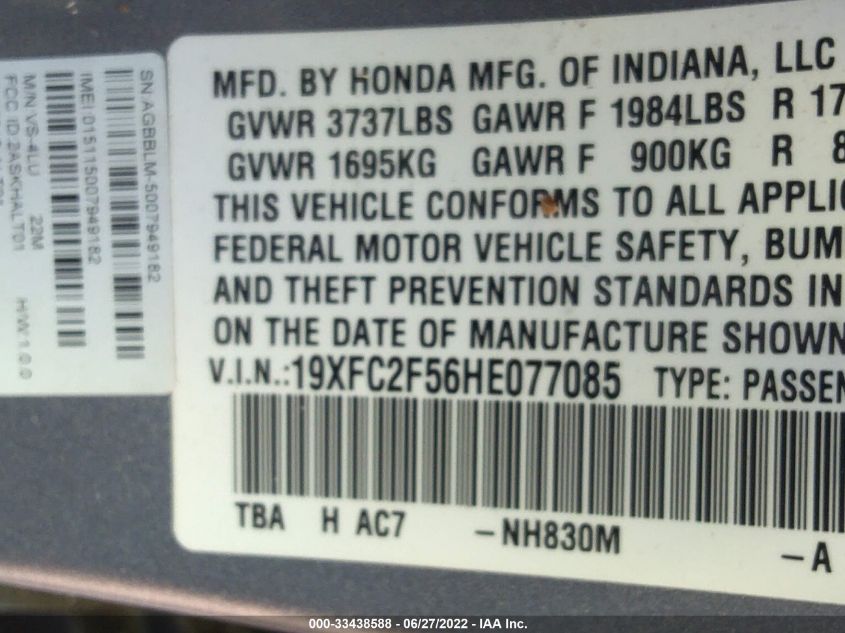 MFD. BY HONDA MFG. OF INDIANA, LLC
GVWR 3737LBS GAWR F 1984LBS R 17
GVWR 1695KG GAWR F 900KG R 8
THIS VEHICLE CONFORMS TO ALL APPLIC
FEDERAL MOTOR VEHICLE SAFETY, BUM
AND THEFT PREVENTION STANDARDS IN
ON THE DATE OF MANUFACTURE SHOWN
V.I.N.:19XFC2F56HE077085 TYPE: PASSEN
TBA H AC7 -NH830M -A
SN:AGBBLM-5007949182
IMEI:015115007949182
M/N:VS-4LU 22M H/W:1.0.0
FCC ID:2ASKHALT01
000-33438588 - 06/27/2022 - IAA Inc.